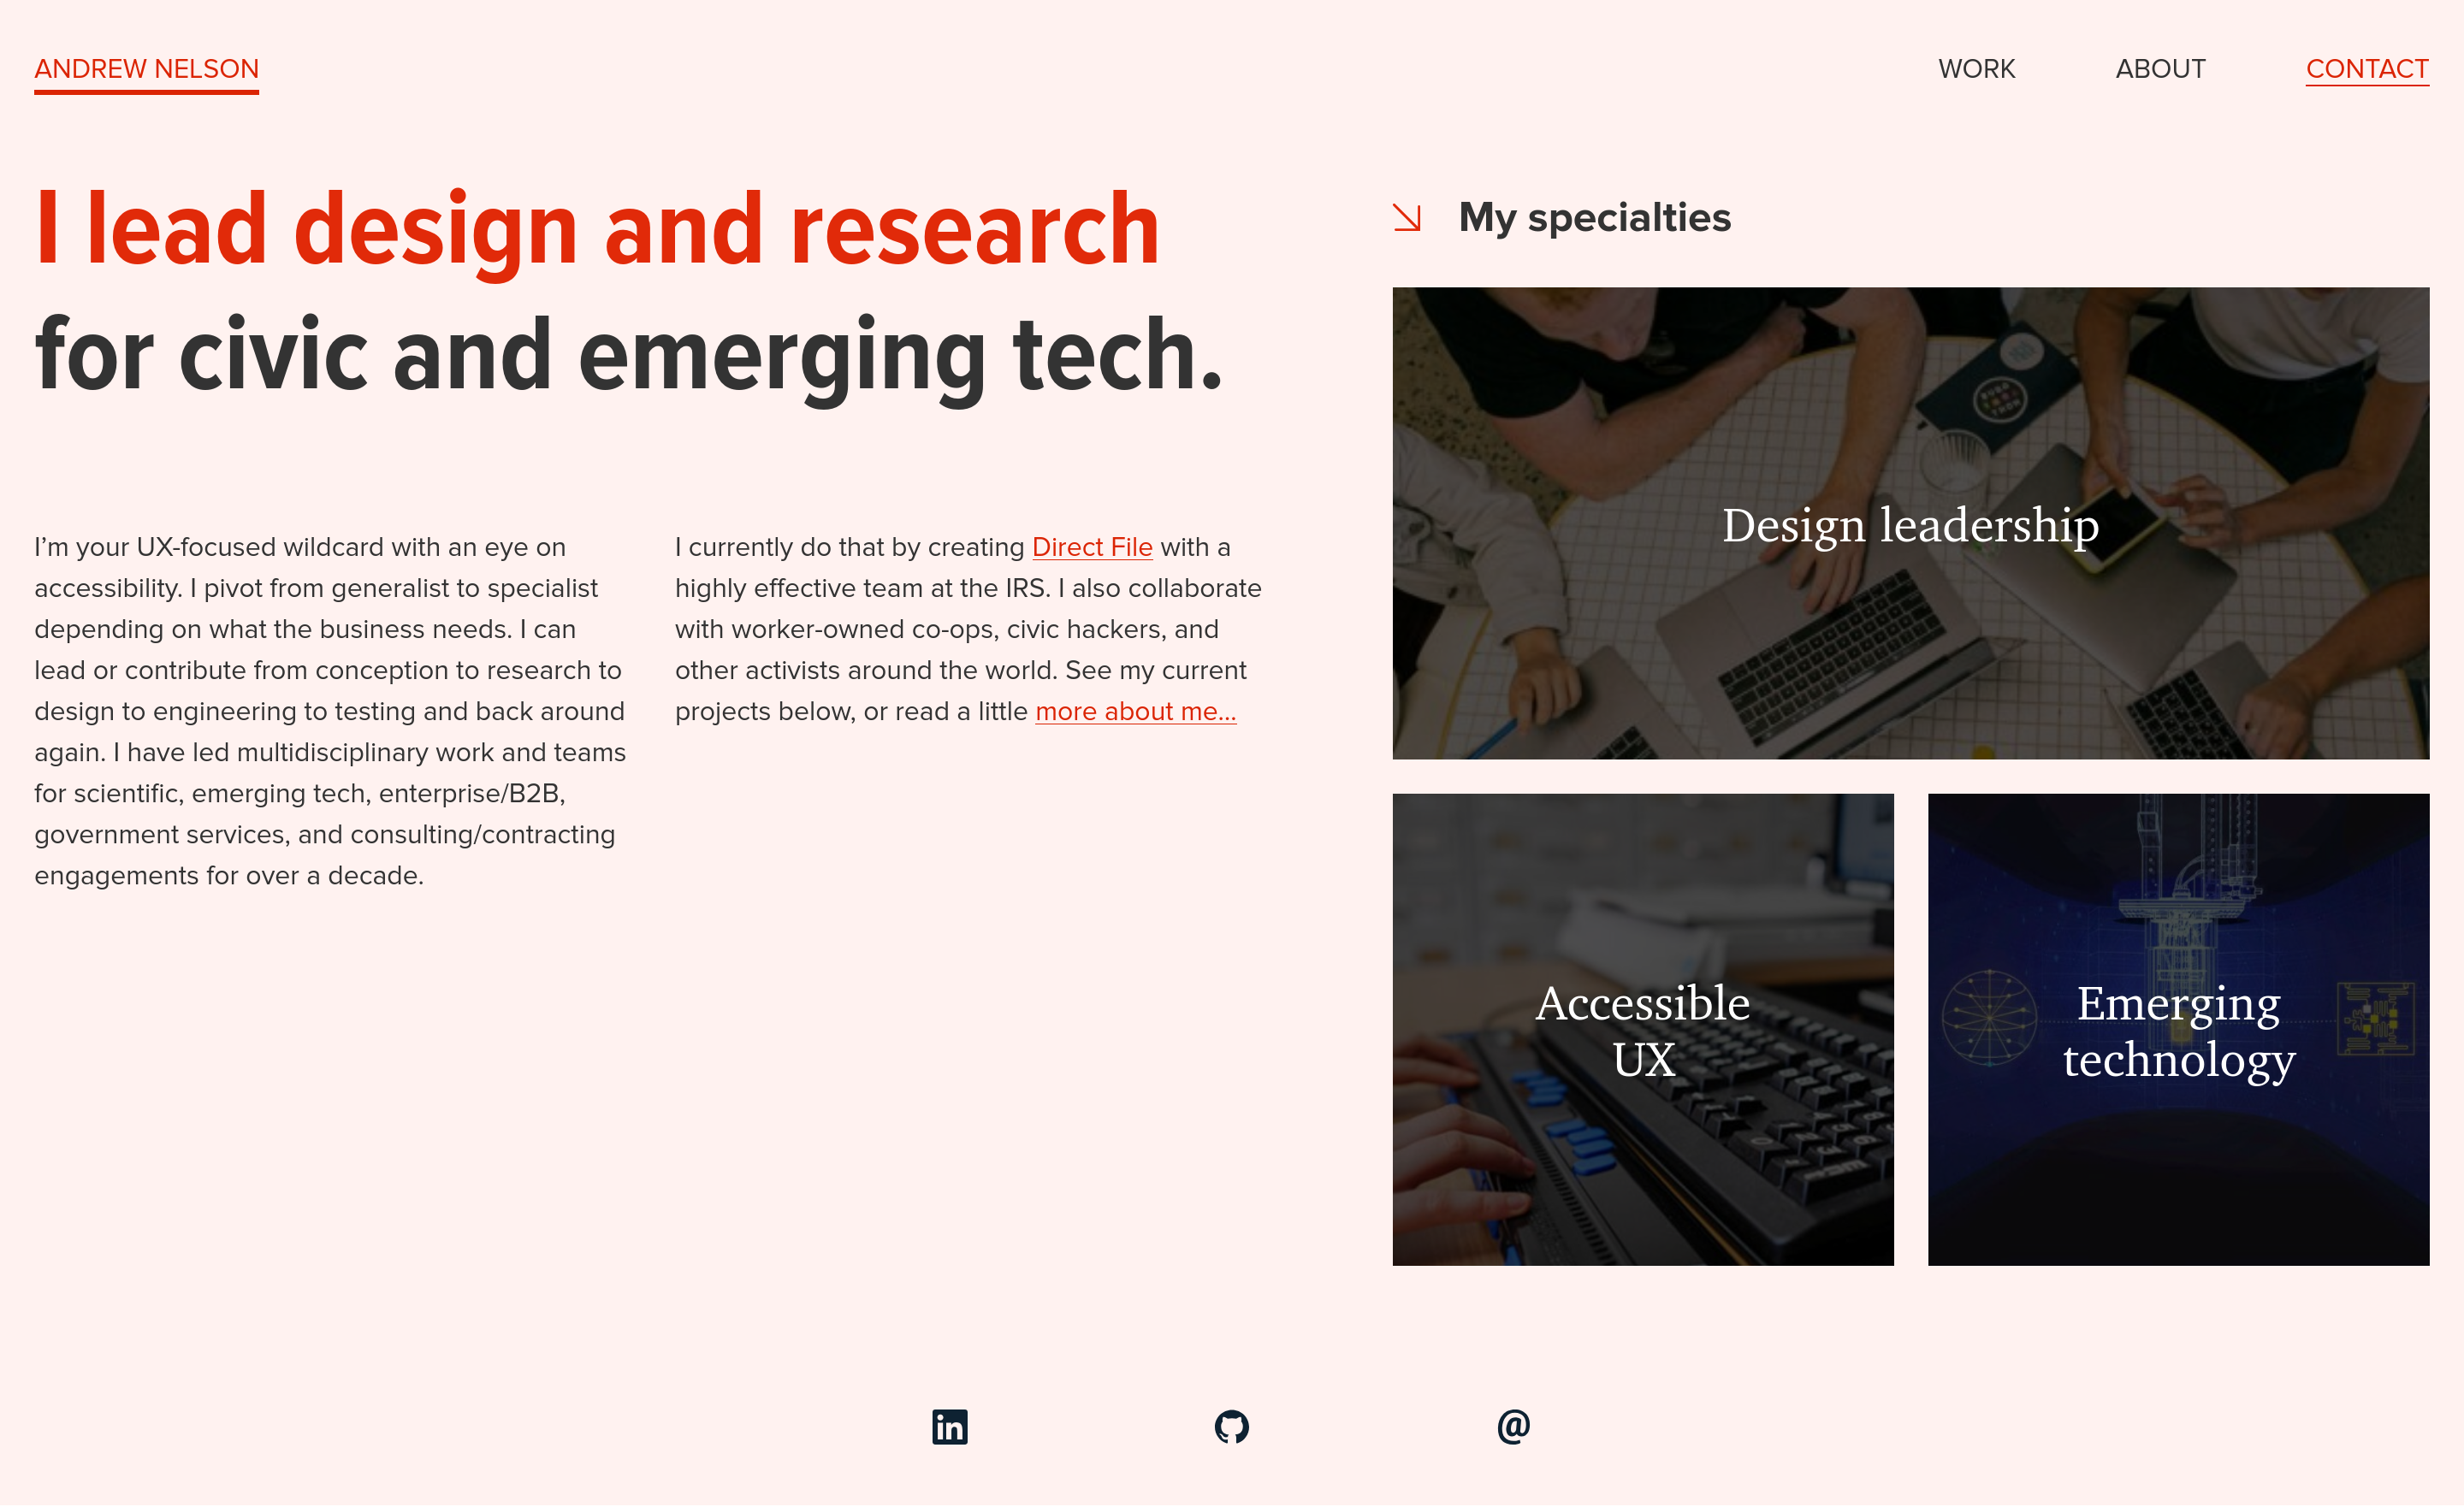 ANDREW NELSON
WORK
ABOUT
CONTACT
I lead design and research
for civic and emerging tech.
I’m your UX-focused wildcard with an eye on
accessibility. I pivot from generalist to specialist
depending on what the business needs. I can
lead or contribute from conception to research to
design to engineering to testing and back around
again. I have led multidisciplinary work and teams
for scientific, emerging tech, enterprise/B2B,
government services, and consulting/contracting
engagements for over a decade.
I currently do that by creating Direct File with a
highly effective team at the IRS. I also collaborate
with worker-owned co-ops, civic hackers, and
other activists around the world. See my current
projects below, or read a little more about me...
My specialties
Design leadership
Accessible
UX
Emerging
technology
in
@